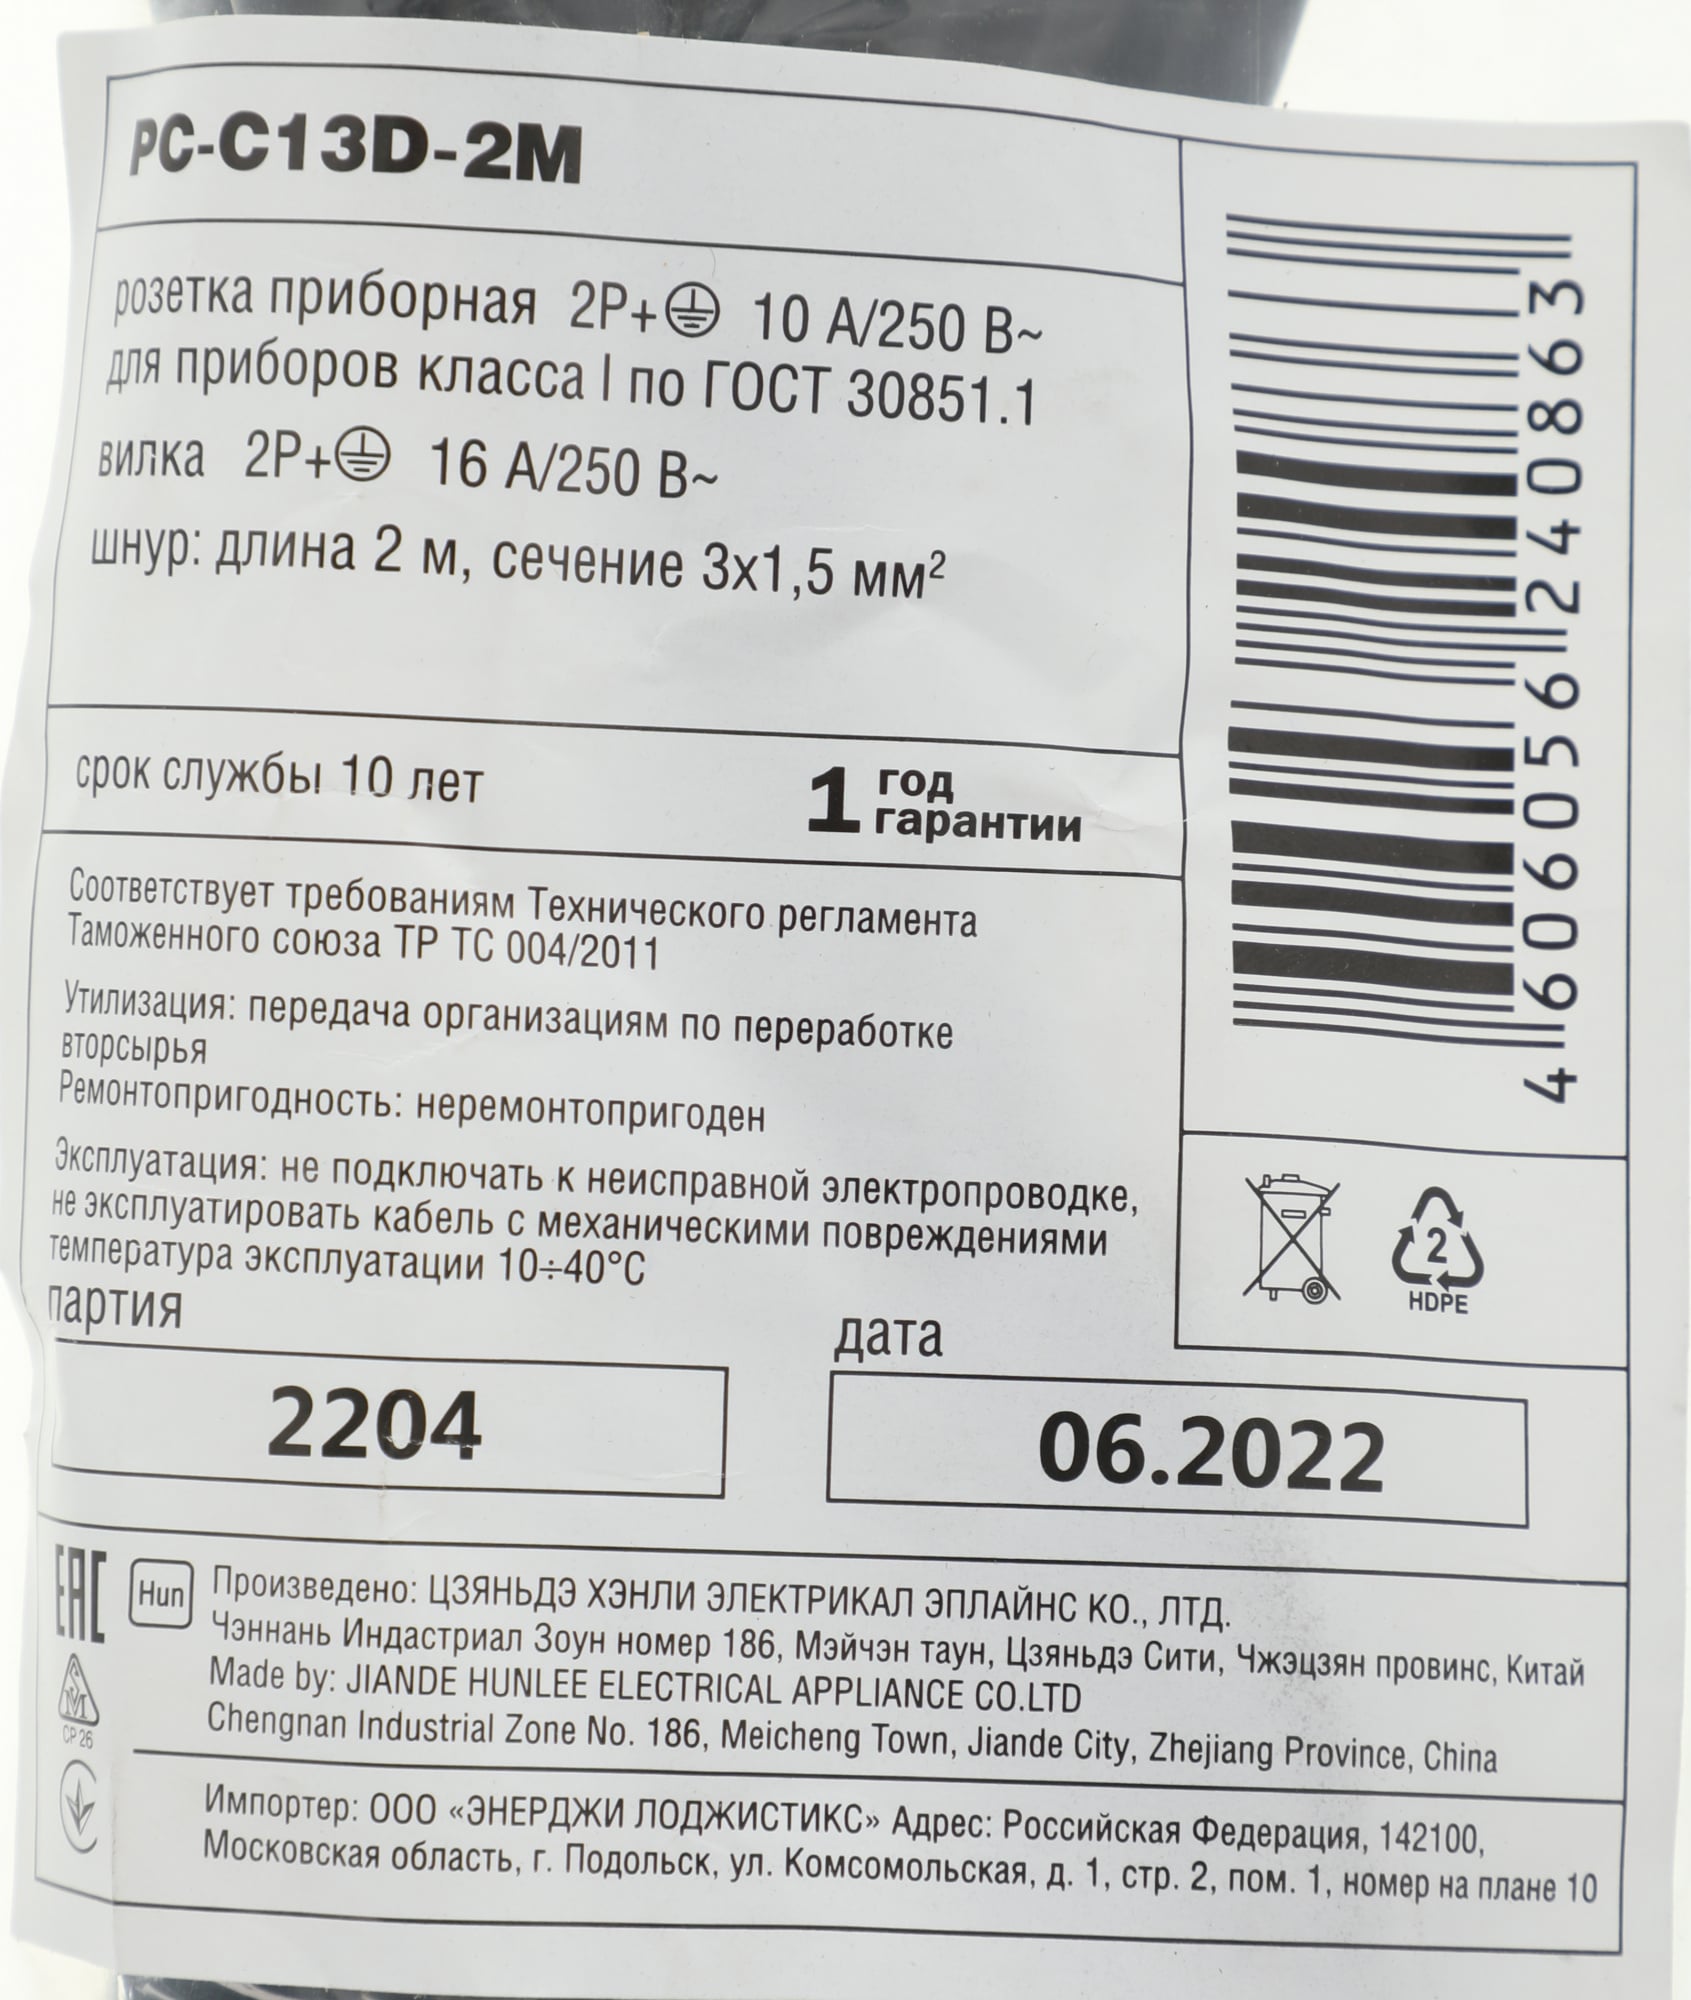 PC-C13D-2M
розетка приборная 2P+⏚ 10 А/250 В~
для приборов класса I по ГОСТ 30851.1
вилка 2P+⏚ 16 А/250 В~
шнур: длина 2 м, сечение 3х1,5 мм²
срок службы 10 лет
1 год
гарантии
Соответствует требованиям Технического регламента
Таможенного союза ТР ТС 004/2011
Утилизация: передача организациям по переработке
вторсырья
Ремонтопригодность: неремонтопригоден
Эксплуатация: не подключать к неисправной электропроводке,
не эксплуатировать кабель с механическими повреждениями
температура эксплуатации 10÷40°С
4 606056 240863
2
HDPE
партия
2204
дата
06.2022
EAC
Hun
СР 26
Произведено: ЦЗЯНЬДЭ ХЭНЛИ ЭЛЕКТРИКАЛ ЭПЛАЙНС КО., ЛТД.
Чэннань Индастриал Зоун номер 186, Мэйчэн таун, Цзяньдэ Сити, Чжэцзян провинс, Китай
Made by: JIANDE HUNLEE ELECTRICAL APPLIANCE CO.LTD
Chengnan Industrial Zone No. 186, Meicheng Town, Jiande City, Zhejiang Province, China
Импортер: ООО «ЭНЕРДЖИ ЛОДЖИСТИКС» Адрес: Российская Федерация, 142100,
Московская область, г. Подольск, ул. Комсомольская, д. 1, стр. 2, пом. 1, номер на плане 10